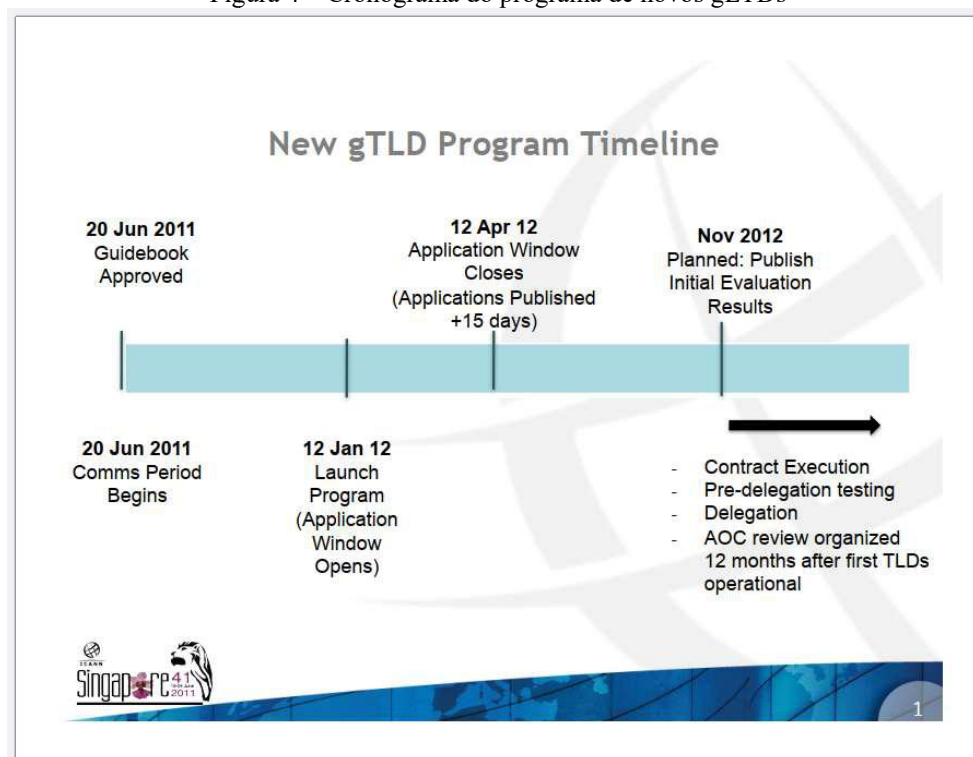 New gTLD Program Timeline
20 Jun 2011
Guidebook
Approved
12 Apr 12
Application Window
Closes
(Applications Published
+15 days)
Nov 2012
Planned: Publish
Initial Evaluation
Results
20 Jun 2011
Comms Period
Begins
12 Jan 12
Launch
Program
(Application
Window
Opens)
- Contract Execution
- Pre-delegation testing
- Delegation
- AOC review organized
12 months after first TLDs
operational
ICANN
Singapore 41
2011
1